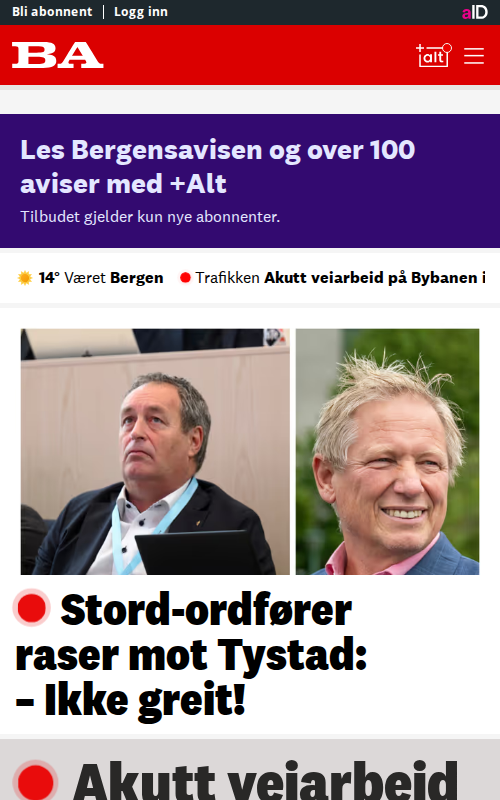 Bli abonnent | Logg inn
aID
BA
+alt
Les Bergensavisen og over 100
aviser med +Alt
Tilbudet gjelder kun nye abonnenter.
14° Været Bergen
Trafikken Akutt veiarbeid på Bybanen i
Stord-ordfører
raser mot Tystad:
– Ikke greit!
Akutt veiarbeid